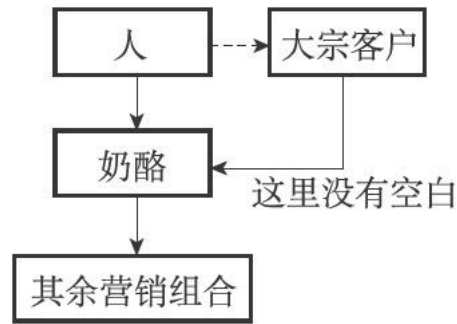 人
大宗客户
奶酪
这里没有空白
其余营销组合